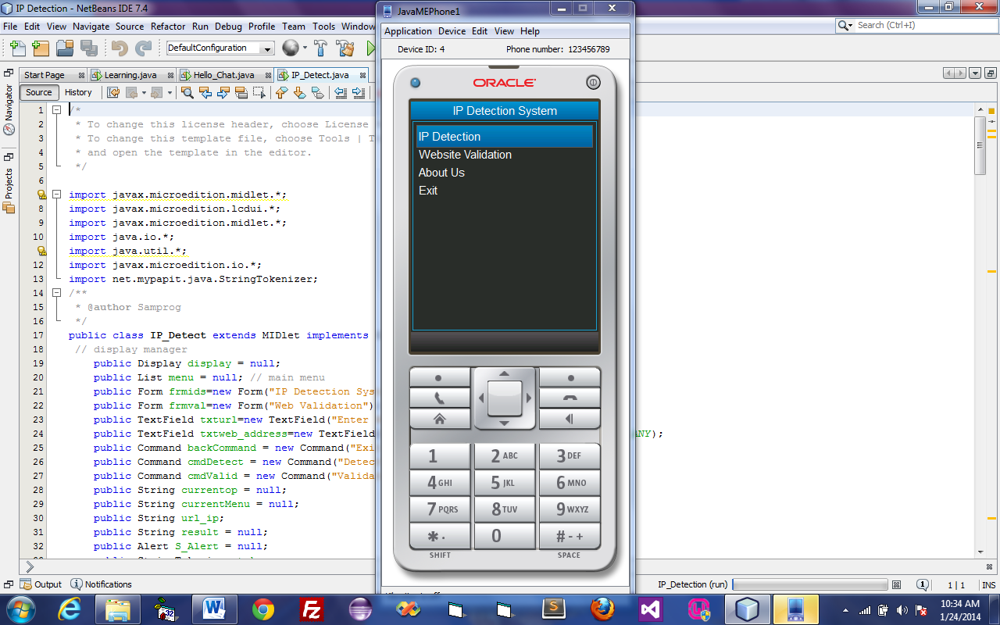 IP Detection - NetBeans IDE 7.4
File Edit View Navigate Source Refactor Run Debug Profile Team Tools Window
Search (Ctrl+I)
DefaultConfiguration
Start Page Learning.java Hello_Chat.java IP_Detect.java
Source History
Navigator
Projects
1 /*
2 * To change this license header, choose License
3 * To change this template file, choose Tools | T
4 * and open the template in the editor.
5 */
6
import javax.microedition.midlet.*;
8 import javax.microedition.lcdui.*;
9 import javax.microedition.midlet.*;
10 import java.io.*;
import java.util.*;
12 import javax.microedition.io.*;
13 import net.mypapit.java.StringTokenizer;
14 /**
15 * @author Samprog
16 */
17 public class IP_Detect extends MIDlet implements
18 // display manager
19 public Display display = null;
20 public List menu = null; // main menu
21 public Form frmids=new Form("IP Detection Sys
22 public Form frmval=new Form("Web Validation")
23 public TextField txturl=new TextField("Enter
24 public TextField txtweb_address=new TextField ANY);
25 public Command backCommand = new Command("Exi
26 public Command cmdDetect = new Command("Detec
27 public Command cmdValid = new Command("Valida
28 public String currentop = null;
29 public String currentMenu = null;
30 public String url_ip;
31 public String result = null;
32 public Alert S_Alert = null;
JavaMEPhone1
Application Device Edit View Help
Device ID: 4 Phone number: 123456789
ORACLE
IP Detection System
IP Detection
Website Validation
About Us
Exit
1 2 ABC 3 DEF
4 GHI 5 JKL 6 MNO
7 PQRS 8 TUV 9 WXYZ
* . 0 # - +
SHIFT SPACE
Output Notifications
IP_Detection (run) 1 1 | 1 INS
10:34 AM
1/24/2014